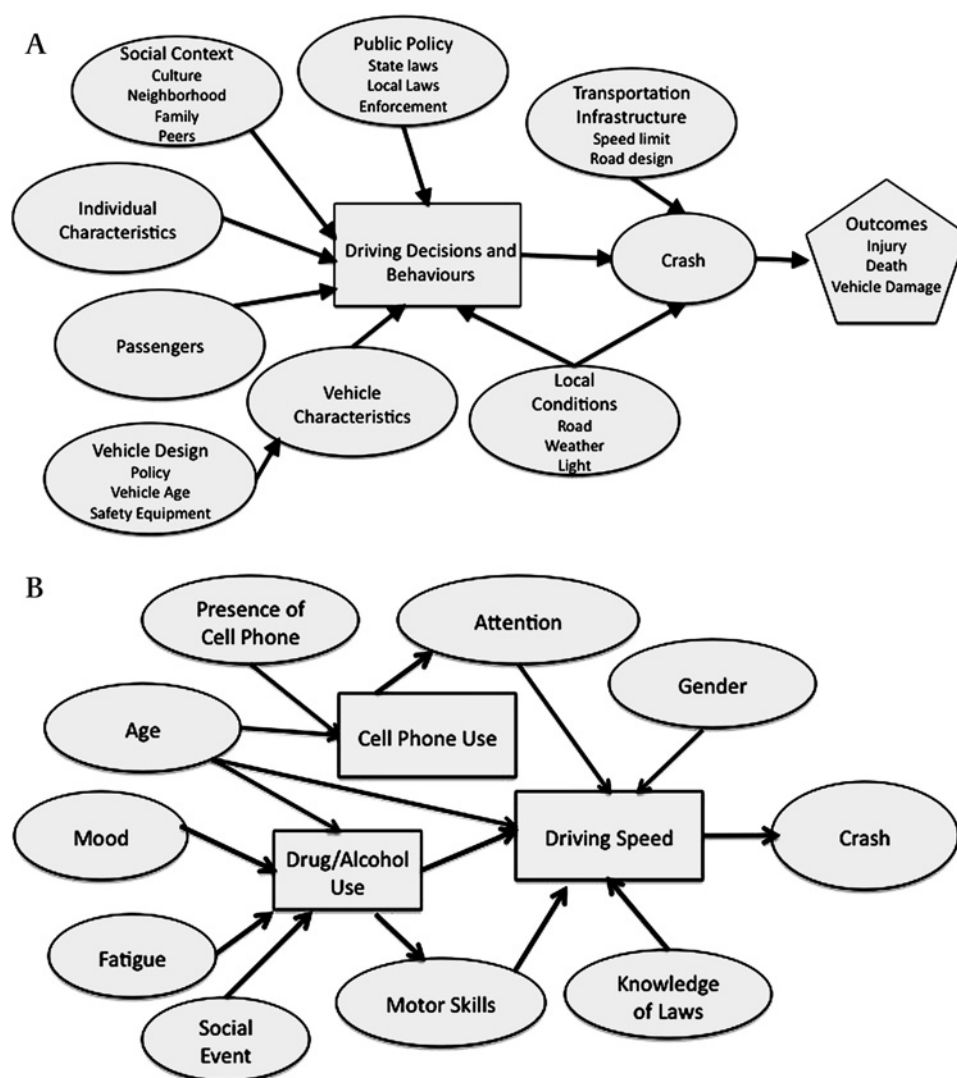 A
Social Context
Culture
Neighborhood
Family
Peers
Public Policy
State laws
Local Laws
Enforcement
Transportation
Infrastructure
Speed limit
Road design
Individual
Characteristics
Driving Decisions and
Behaviours
Crash
Outcomes
Injury
Death
Vehicle Damage
Passengers
Vehicle
Characteristics
Local
Conditions
Road
Weather
Light
Vehicle Design
Policy
Vehicle Age
Safety Equipment
B
Presence of
Cell Phone
Attention
Gender
Age
Cell Phone Use
Mood
Drug/Alcohol
Use
Driving Speed
Crash
Fatigue
Social
Event
Motor Skills
Knowledge
of Laws